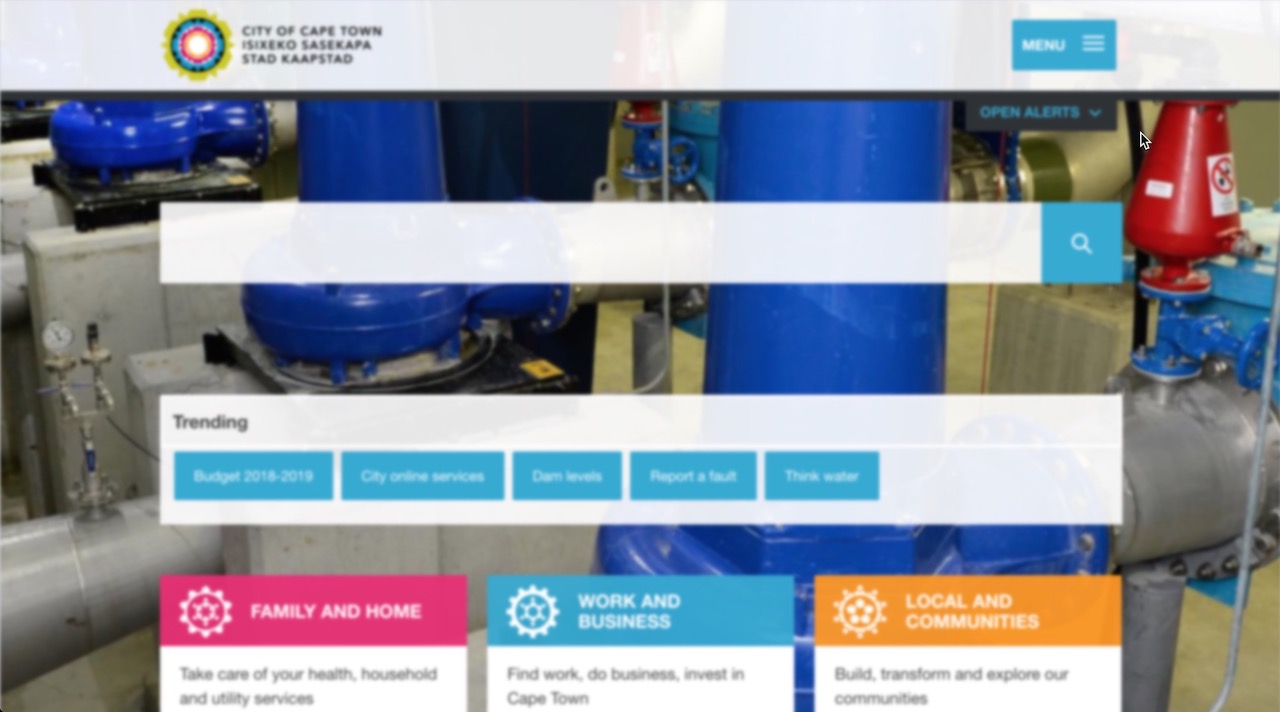 CITY OF CAPE TOWN
ISIXEKO SASEKAPA
STAD KAAPSTAD
MENU
OPEN ALERTS
Trending
Budget 2018-2019
City online services
Dam levels
Report a fault
Think water
FAMILY AND HOME
WORK AND
BUSINESS
LOCAL AND
COMMUNITIES
Take care of your health, household
and utility services
Find work, do business, invest in
Cape Town
Build, transform and explore our
communities